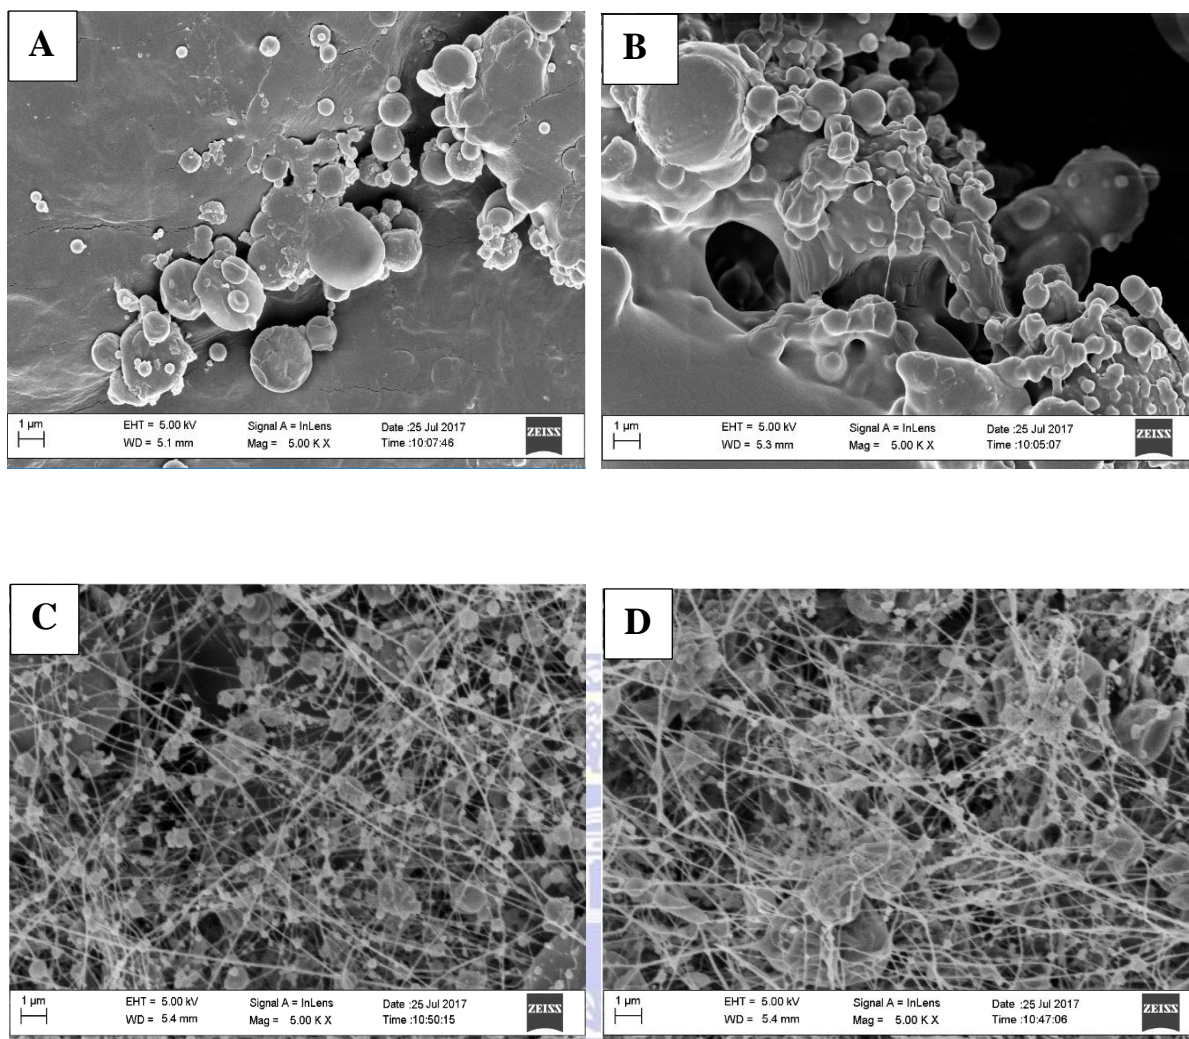 A
1 µm
EHT = 5.00 kV
Signal A = InLens
Date :25 Jul 2017
WD = 5.1 mm
Mag = 5.00 K X
Time :10:07:46
ZEISS
B
1 µm
EHT = 5.00 kV
Signal A = InLens
Date :25 Jul 2017
WD = 5.3 mm
Mag = 5.00 K X
Time :10:05:07
ZEISS
C
1 µm
EHT = 5.00 kV
Signal A = InLens
Date :25 Jul 2017
WD = 5.4 mm
Mag = 5.00 K X
Time :10:50:15
ZEISS
D
1 µm
EHT = 5.00 kV
Signal A = InLens
Date :25 Jul 2017
WD = 5.4 mm
Mag = 5.00 K X
Time :10:47:06
ZEISS